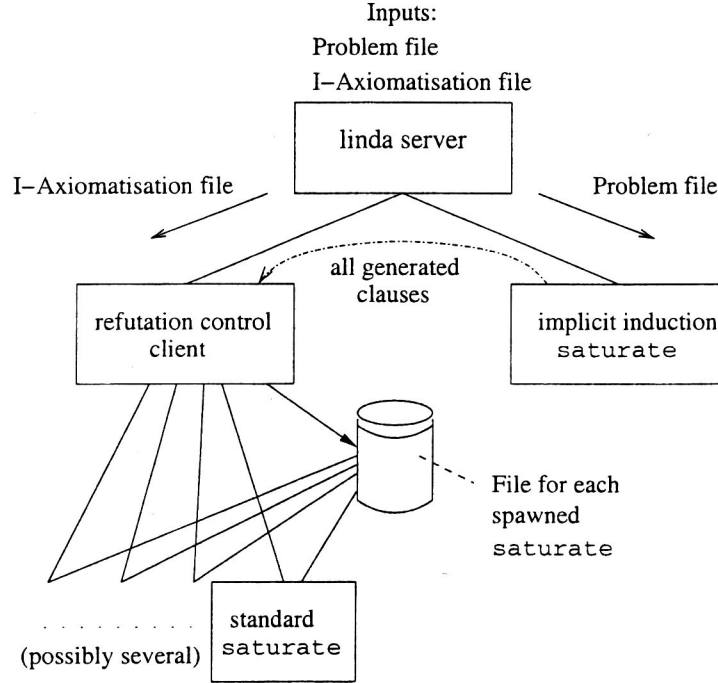 Inputs:
Problem file
I–Axiomatisation file
linda server
I–Axiomatisation file
Problem file
all generated
clauses
refutation control
client
implicit induction
saturate
File for each
spawned
saturate
standard
saturate
. . . . . . . . . . . .
(possibly several)